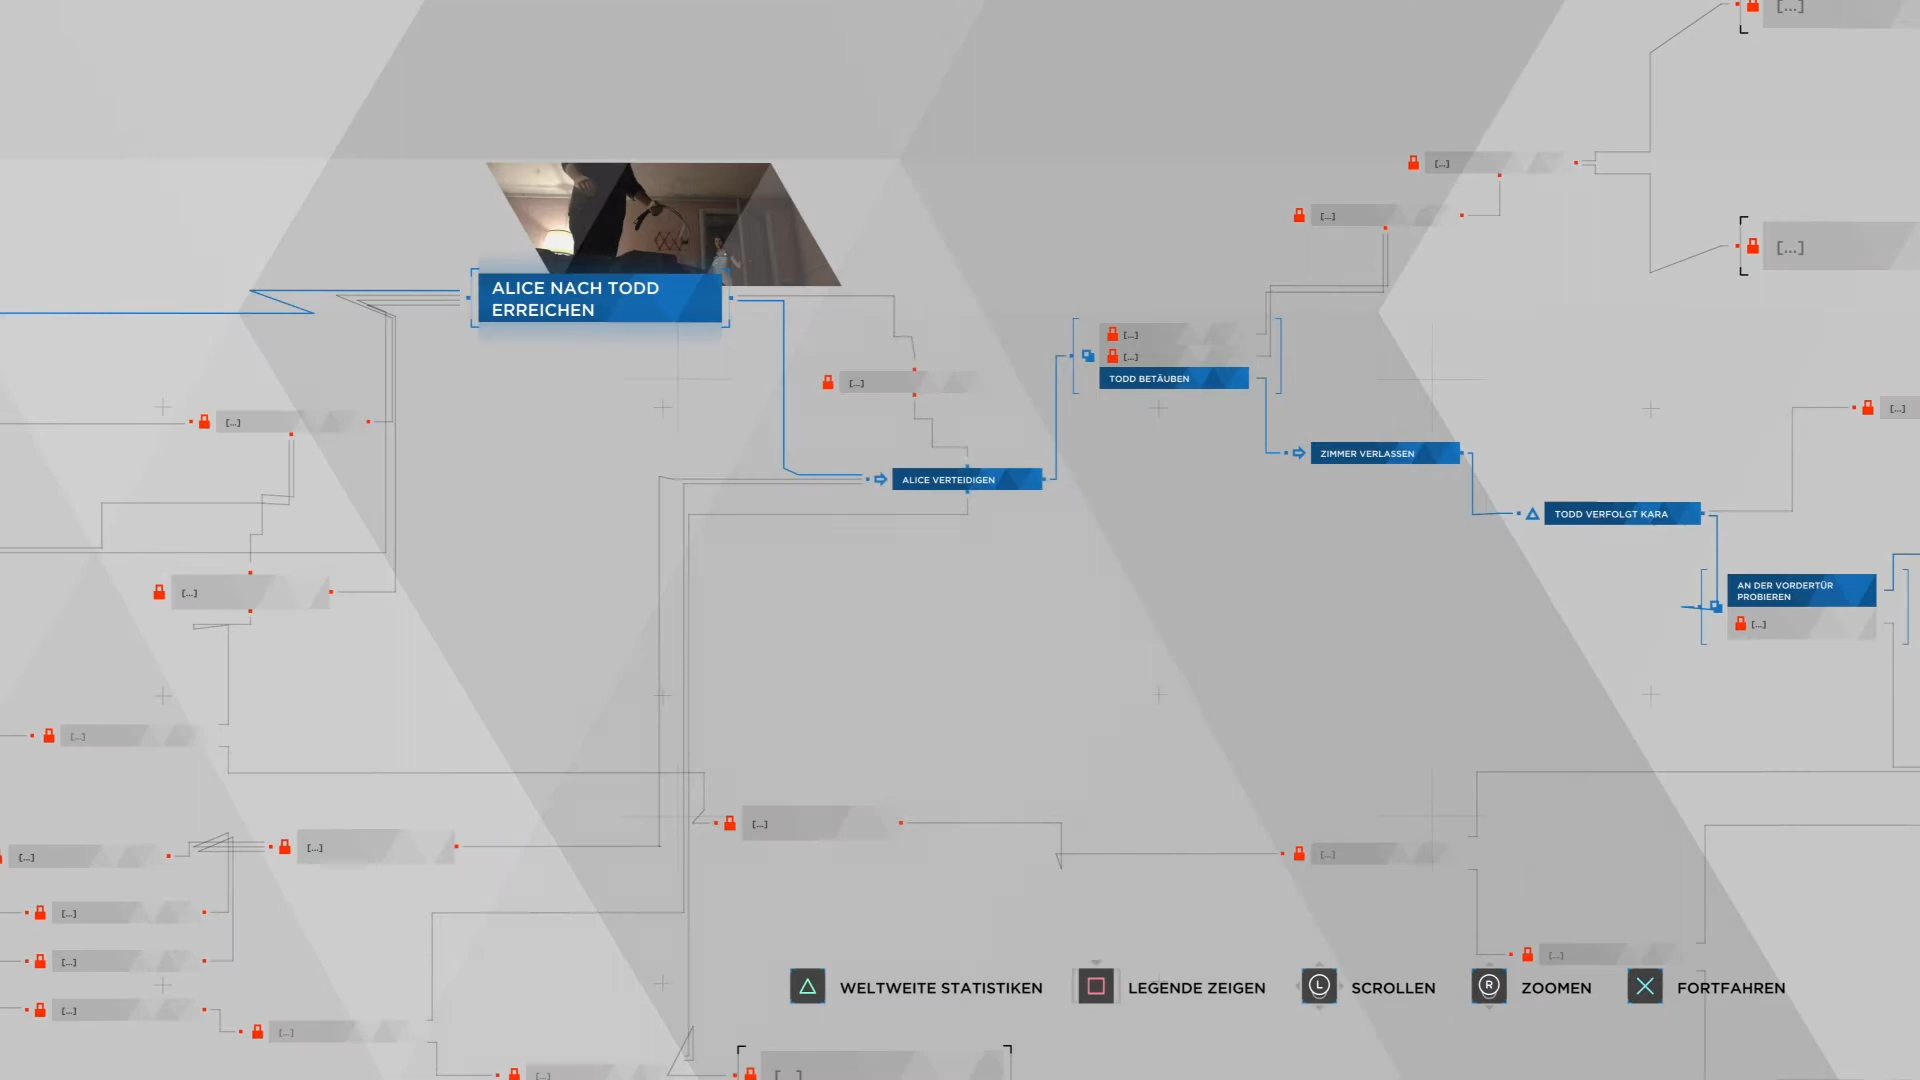 [...]
[...]
[...]
[...]
ALICE NACH TODD
ERREICHEN
[...]
[...]
TODD BETÄUBEN
[...]
[...]
[...]
ZIMMER VERLASSEN
ALICE VERTEIDIGEN
TODD VERFOLGT KARA
AN DER VORDERTÜR
PROBIEREN
[...]
[...]
[...]
[...]
[...]
[...]
[...]
[...]
[...]
[...]
WELTWEITE STATISTIKEN
LEGENDE ZEIGEN
L
SCROLLEN
R
ZOOMEN
FORTFAHREN
[...]
[...]
[...]
[...]